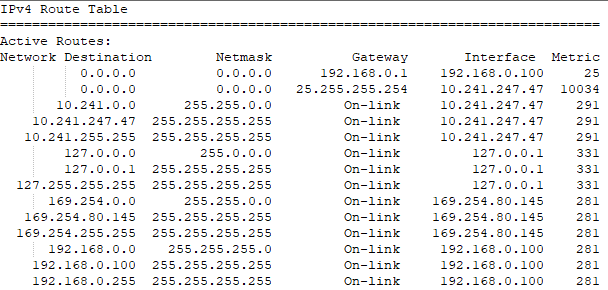 IPv4 Route Table
===========================================================================
Active Routes:
Network Destination        Netmask          Gateway       Interface  Metric
          0.0.0.0          0.0.0.0      192.168.0.1    192.168.0.100     25
          0.0.0.0          0.0.0.0   25.255.255.254    10.241.247.47  10034
       10.241.0.0      255.255.0.0         On-link     10.241.247.47    291
    10.241.247.47  255.255.255.255         On-link     10.241.247.47    291
   10.241.255.255  255.255.255.255         On-link     10.241.247.47    291
        127.0.0.0        255.0.0.0         On-link         127.0.0.1    331
        127.0.0.1  255.255.255.255         On-link         127.0.0.1    331
  127.255.255.255  255.255.255.255         On-link         127.0.0.1    331
      169.254.0.0      255.255.0.0         On-link    169.254.80.145    281
   169.254.80.145  255.255.255.255         On-link    169.254.80.145    281
  169.254.255.255  255.255.255.255         On-link    169.254.80.145    281
      192.168.0.0    255.255.255.0         On-link     192.168.0.100    281
    192.168.0.100  255.255.255.255         On-link     192.168.0.100    281
    192.168.0.255  255.255.255.255         On-link     192.168.0.100    281